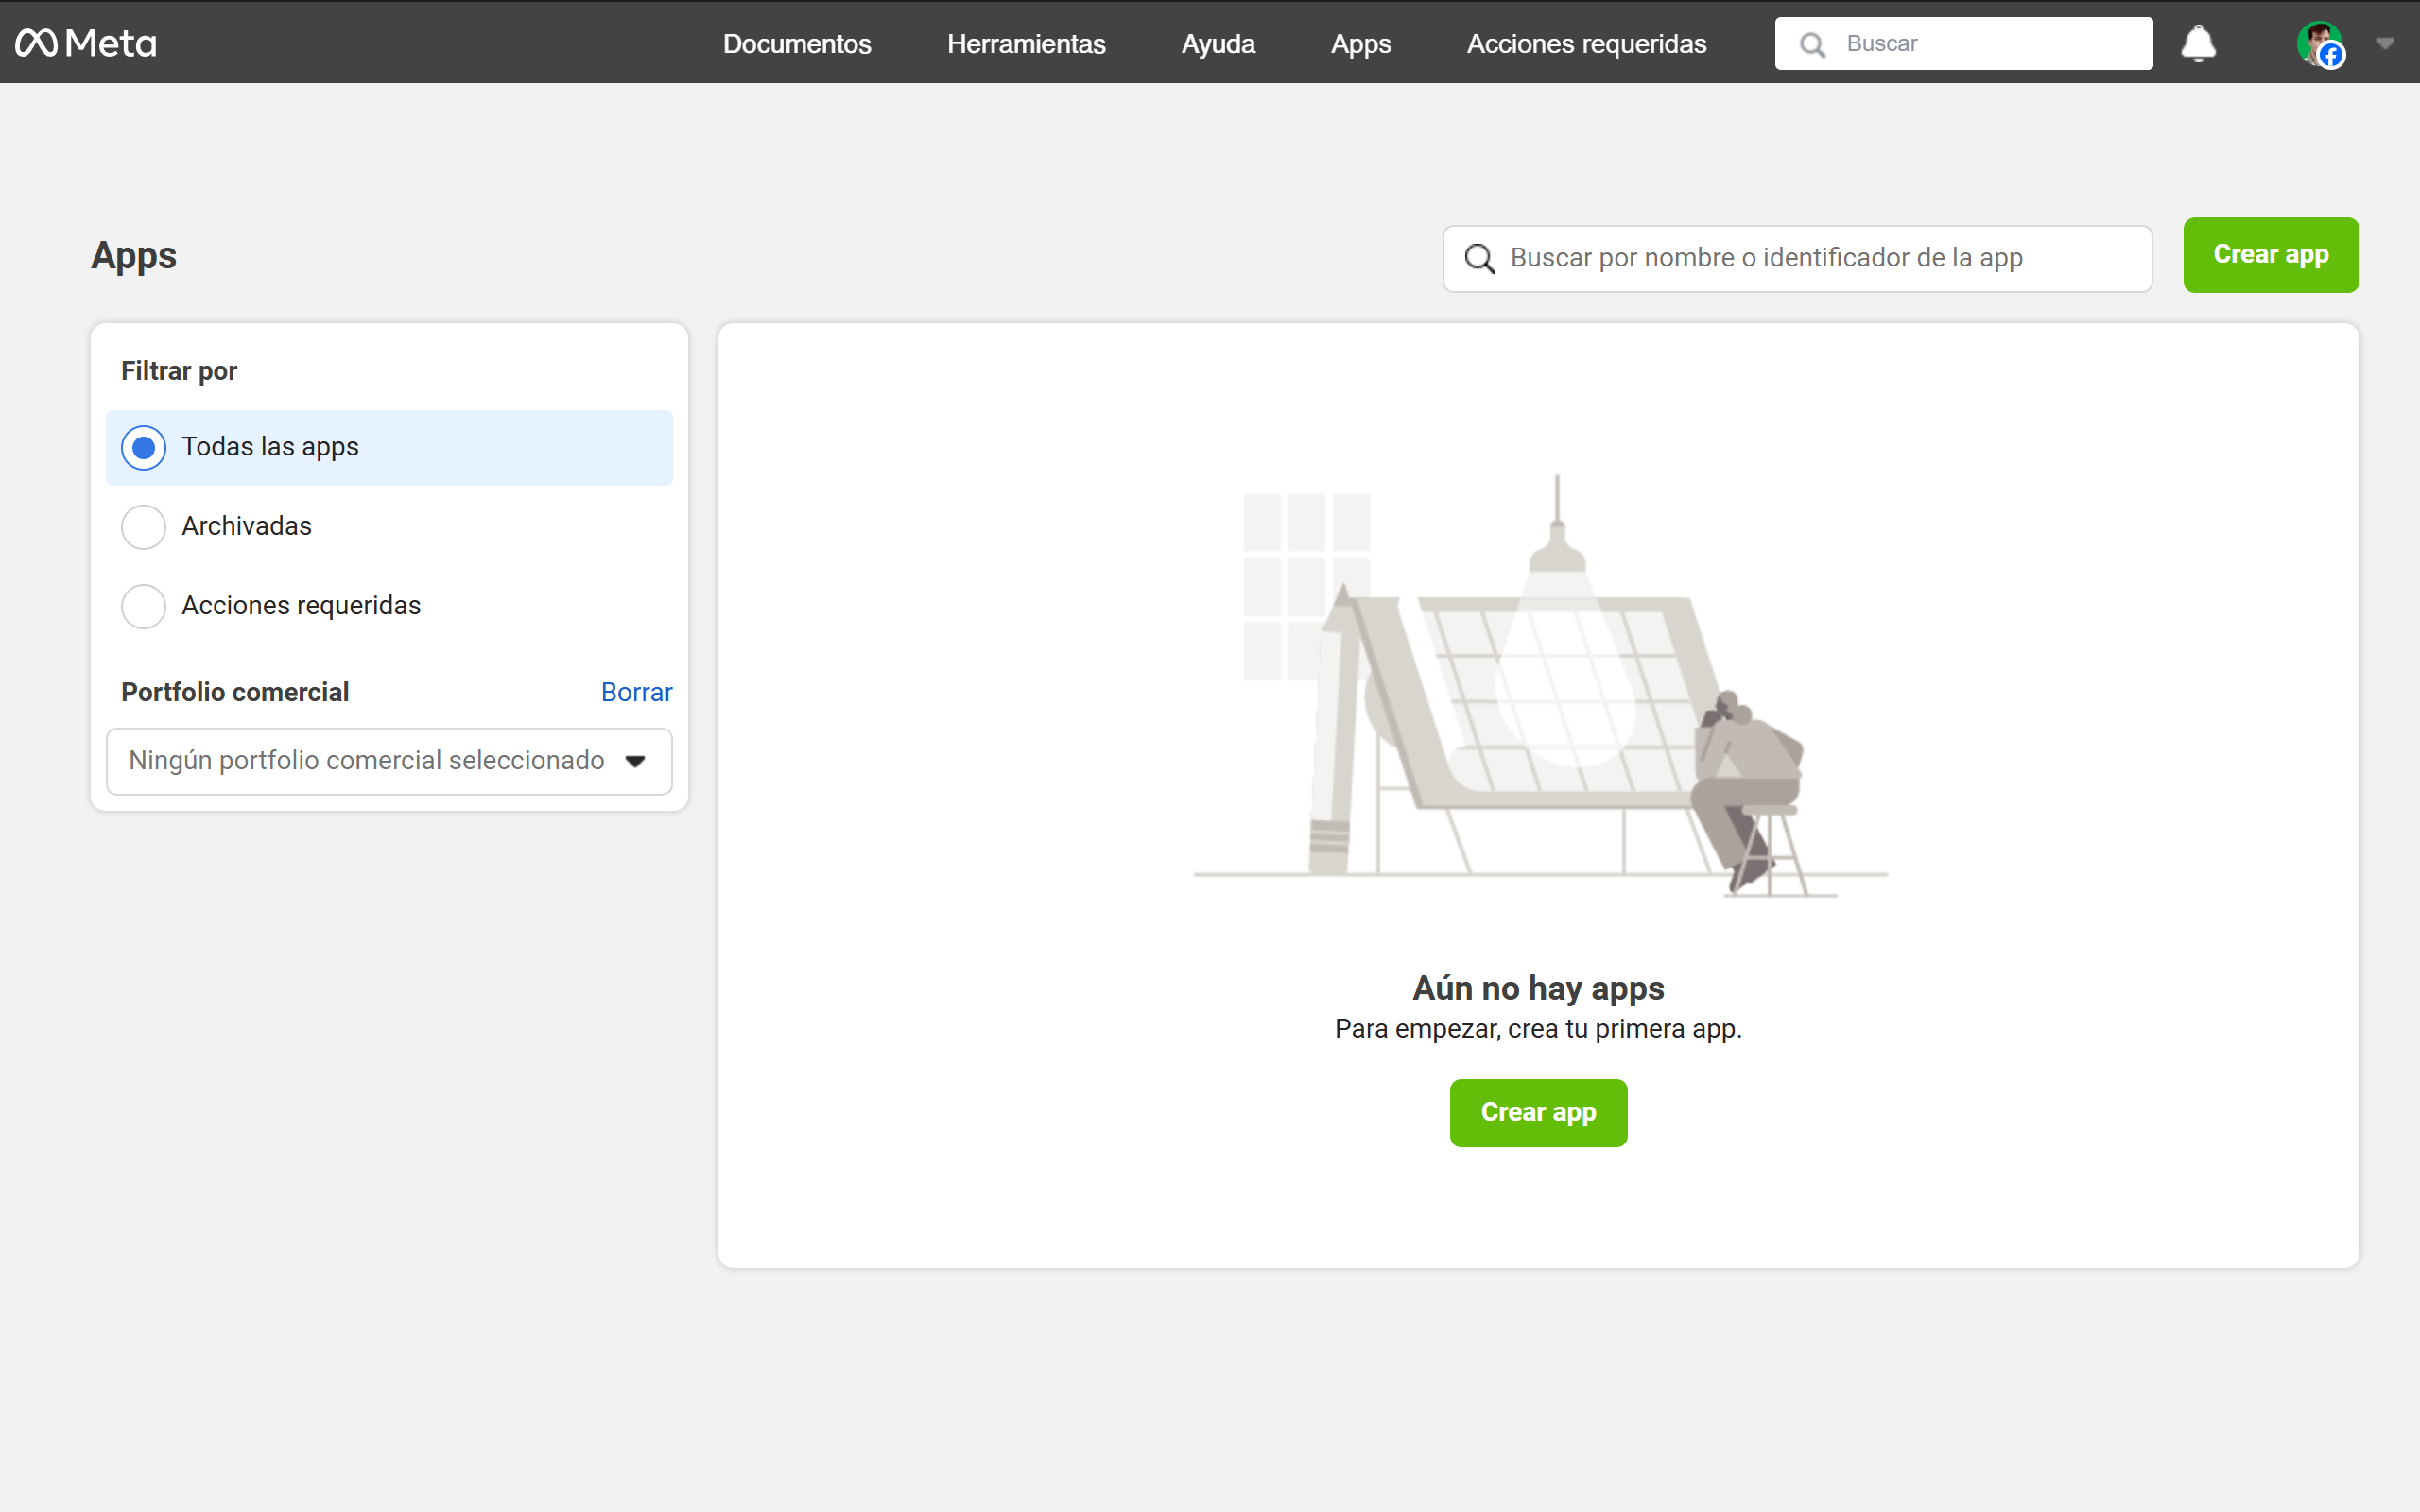 Meta
Documentos
Herramientas
Ayuda
Apps
Acciones requeridas
Buscar
Apps
Buscar por nombre o identificador de la app
Crear app
Filtrar por
Todas las apps
Archivadas
Acciones requeridas
Portfolio comercial
Borrar
Ningún portfolio comercial seleccionado
Aún no hay apps
Para empezar, crea tu primera app.
Crear app